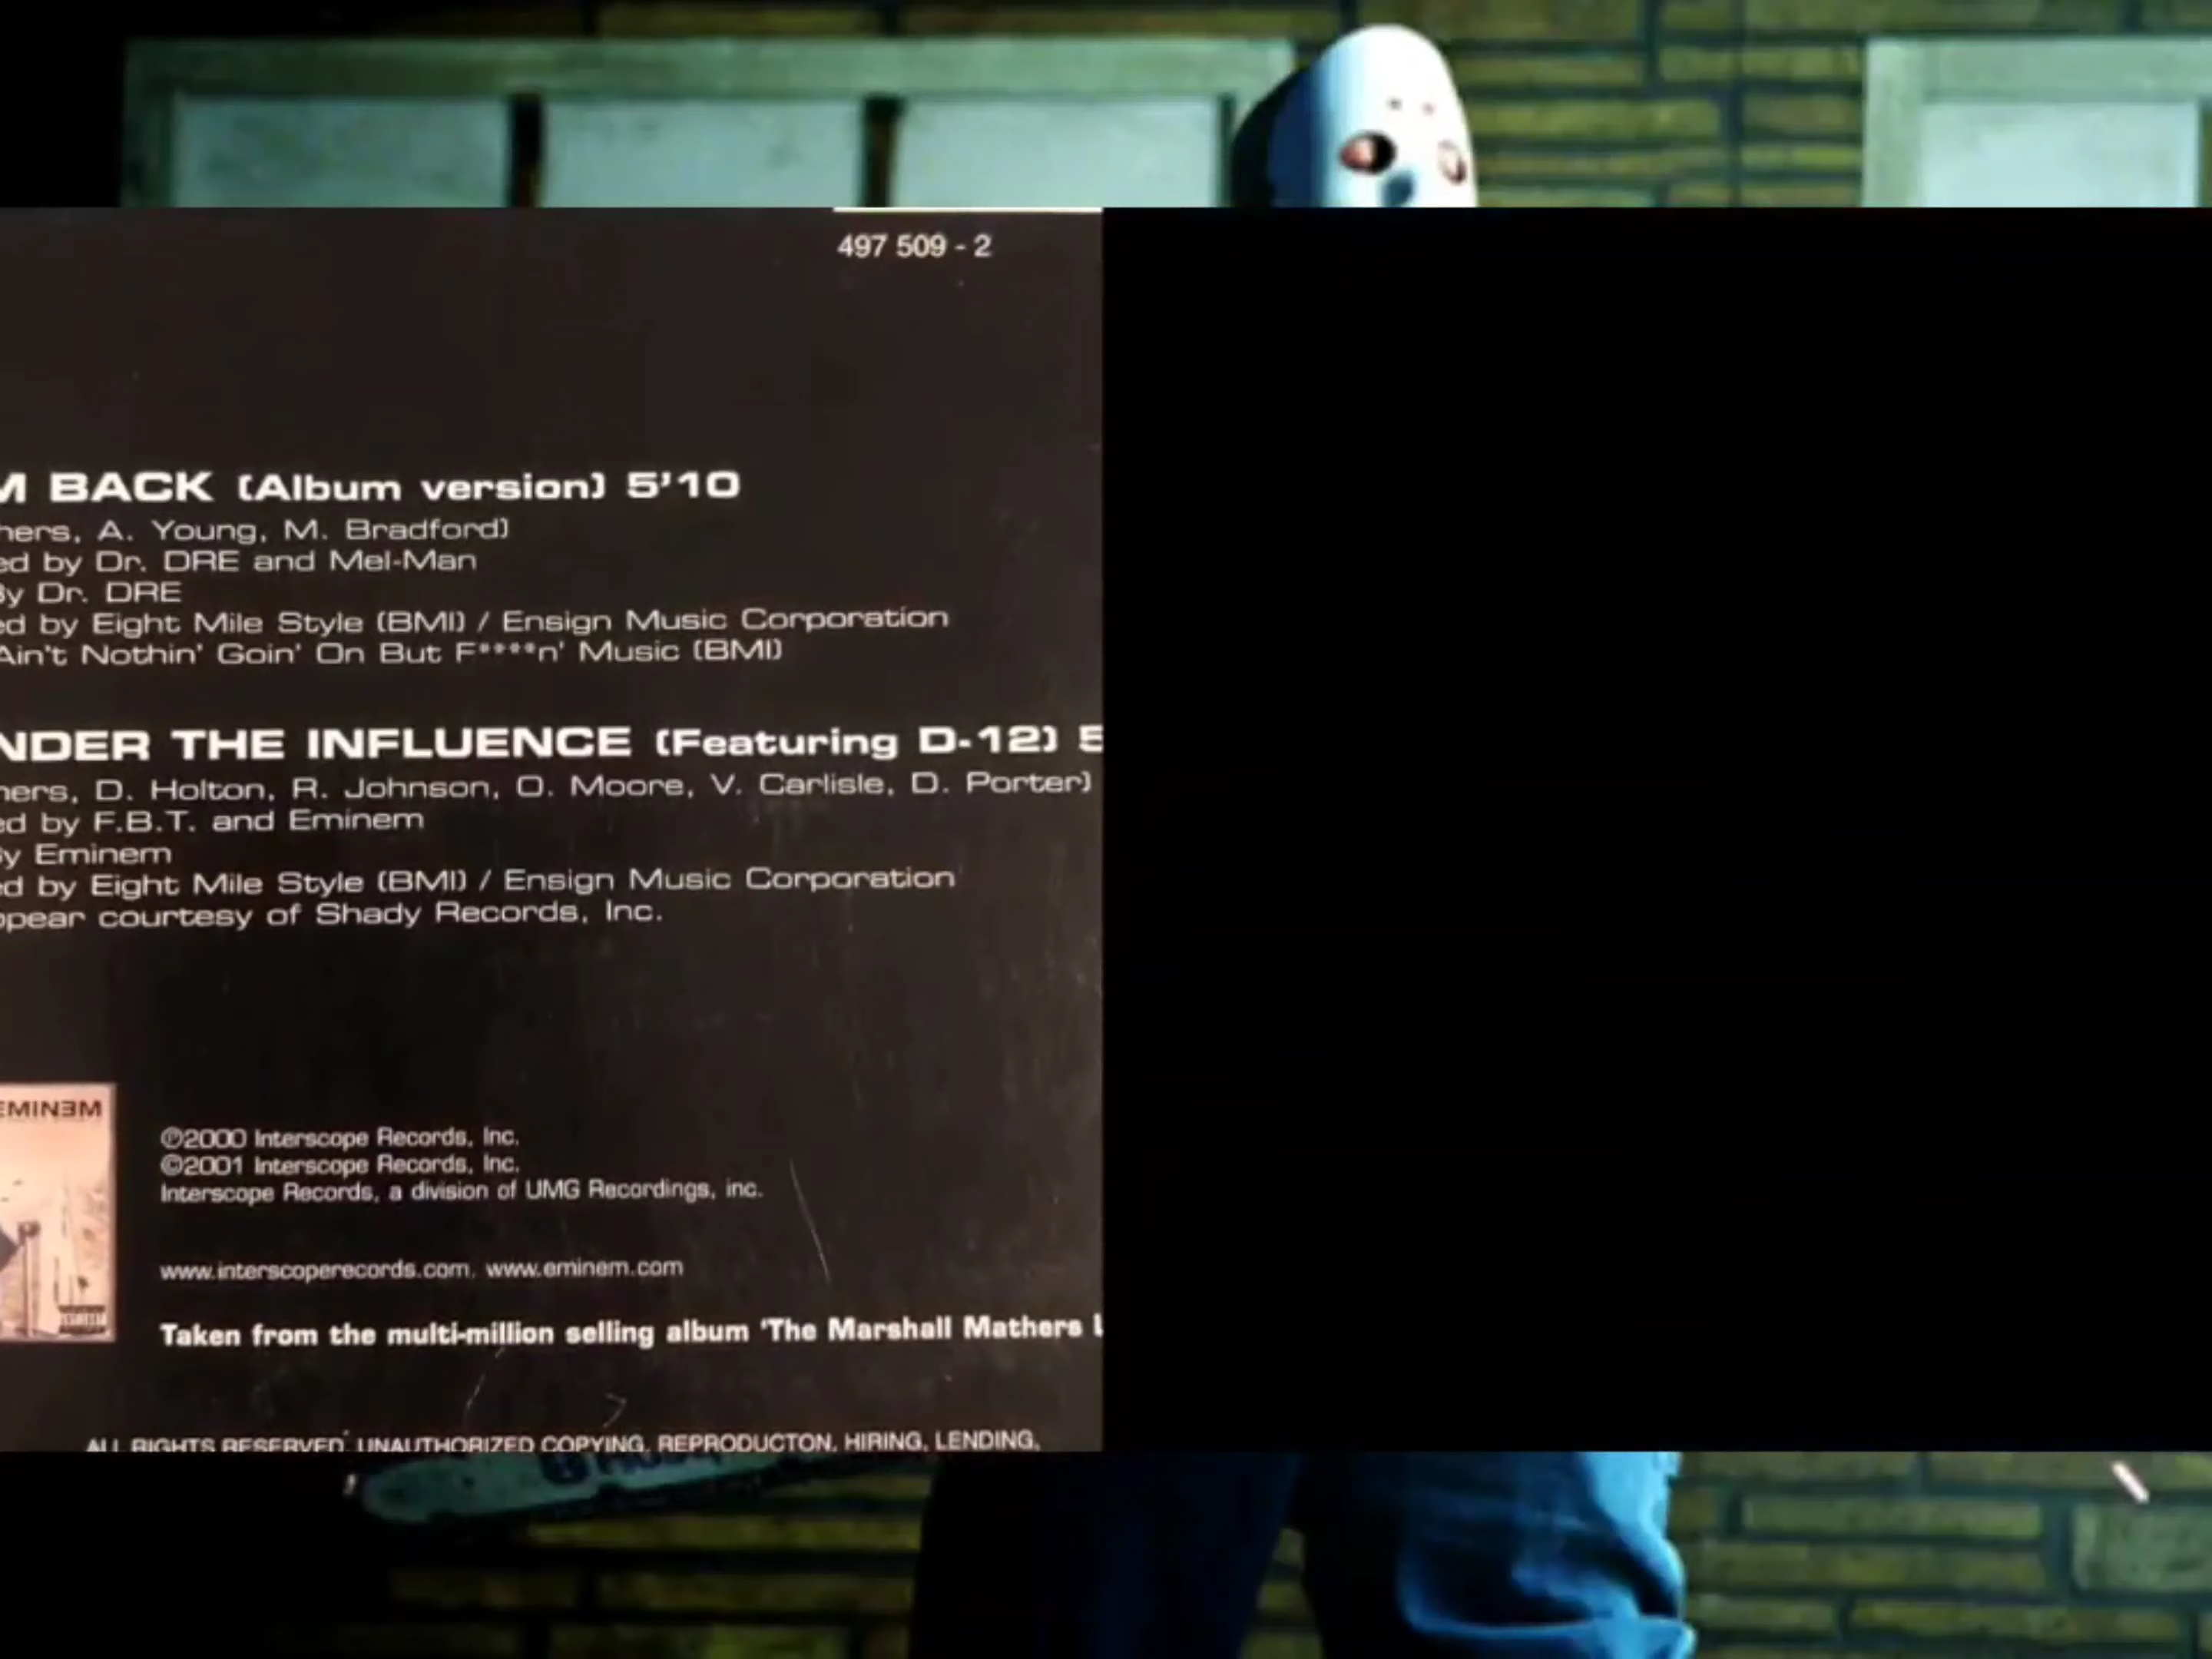 497 509 - 2
M BACK (Album version) 5'10
hers, A. Young, M. Bradford)
ed by Dr. DRE and Mel-Man
By Dr. DRE
ed by Eight Mile Style (BMI) / Ensign Music Corporation
Ain't Nothin' Goin' On But F****n' Music (BMI)
NDER THE INFLUENCE (Featuring D-12) 5
hers, D. Holton, R. Johnson, O. Moore, V. Carlisle, D. Porter)
ed by F.B.T. and Eminem
By Eminem
ed by Eight Mile Style (BMI) / Ensign Music Corporation
ppear courtesy of Shady Records, Inc.
EMINƎM
℗2000 Interscope Records, Inc.
©2001 Interscope Records, Inc.
Interscope Records, a division of UMG Recordings, inc.
www.interscoperecords.com, www.eminem.com
Taken from the multi-million selling album 'The Marshall Mathers L
ALL RIGHTS RESERVED. UNAUTHORIZED COPYING, REPRODUCTON, HIRING, LENDING,